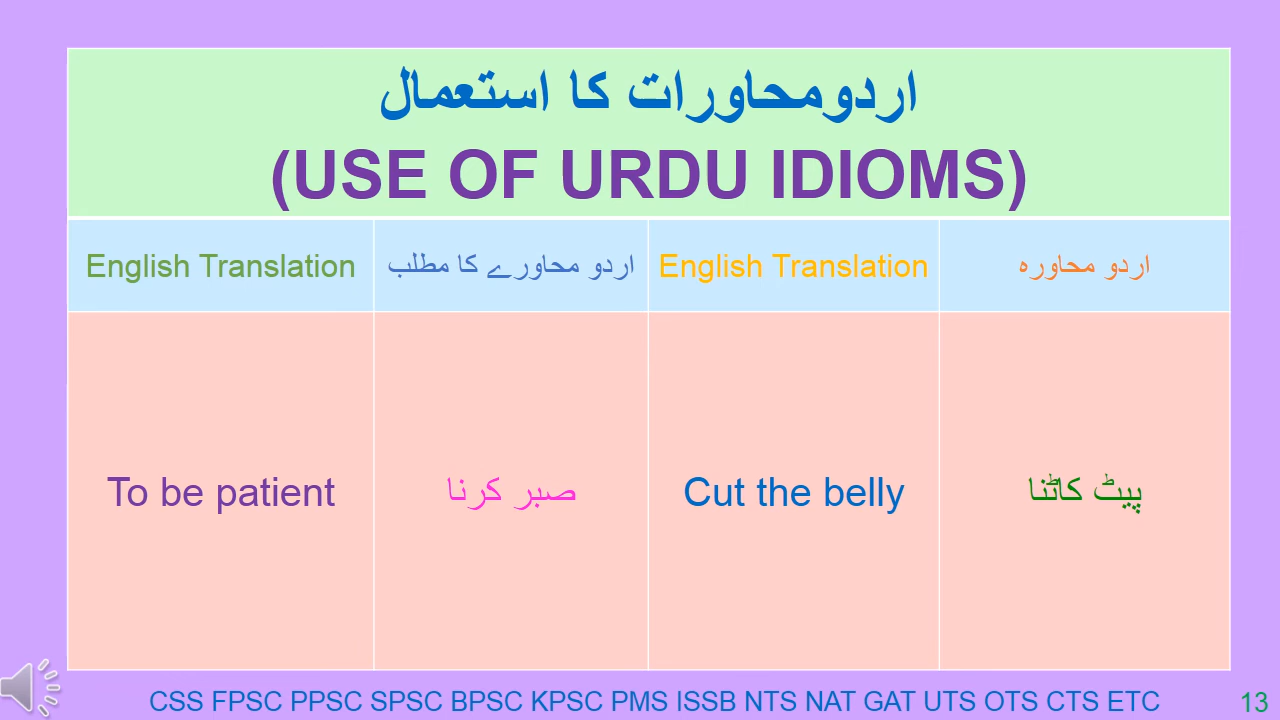 اردومحاورات کا استعمال
(USE OF URDU IDIOMS)
English Translation
اردو محاورے کا مطلب
English Translation
اردو محاورہ
To be patient
صبر کرنا
Cut the belly
پیٹ کاٹنا
CSS FPSC PPSC SPSC BPSC KPSC PMS ISSB NTS NAT GAT UTS OTS CTS ETC
13